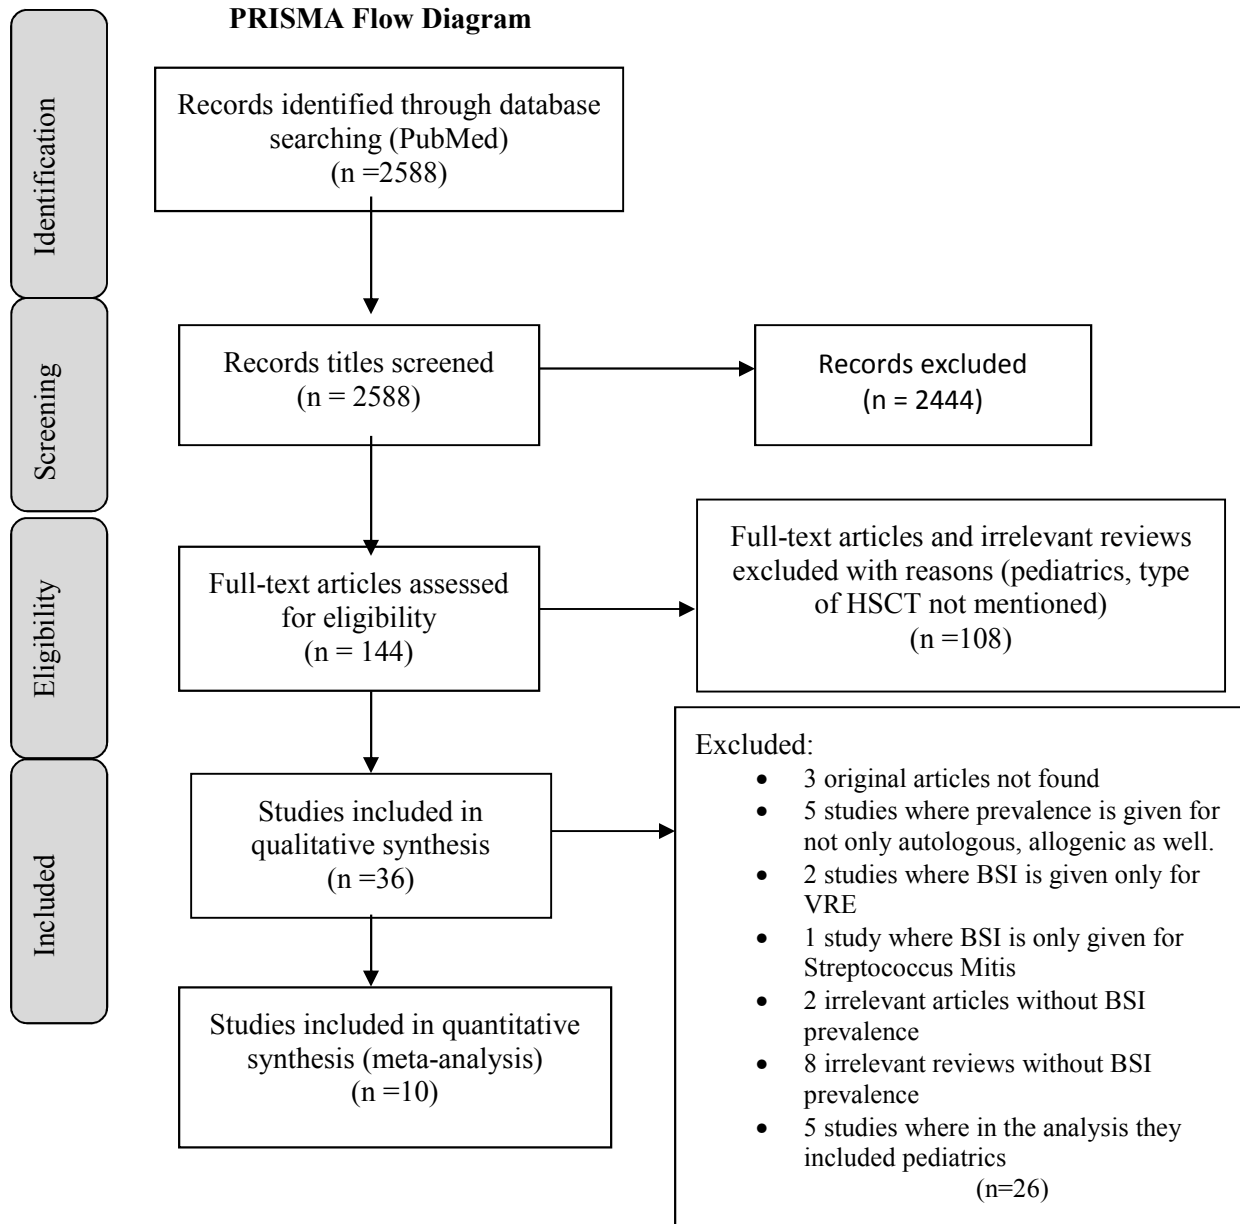 PRISMA Flow Diagram
Identification
Records identified through database
searching (PubMed)
(n =2588)
Screening
Records titles screened
(n = 2588)
Records excluded
(n = 2444)
Eligibility
Full-text articles assessed
for eligibility
(n = 144)
Full-text articles and irrelevant reviews
excluded with reasons (pediatrics, type
of HSCT not mentioned)
(n =108)
Included
Studies included in
qualitative synthesis
(n =36)
Excluded:
• 3 original articles not found
• 5 studies where prevalence is given for
not only autologous, allogenic as well.
• 2 studies where BSI is given only for
VRE
• 1 study where BSI is only given for
Streptococcus Mitis
• 2 irrelevant articles without BSI
prevalence
• 8 irrelevant reviews without BSI
prevalence
• 5 studies where in the analysis they
included pediatrics
(n=26)
Studies included in quantitative
synthesis (meta-analysis)
(n =10)